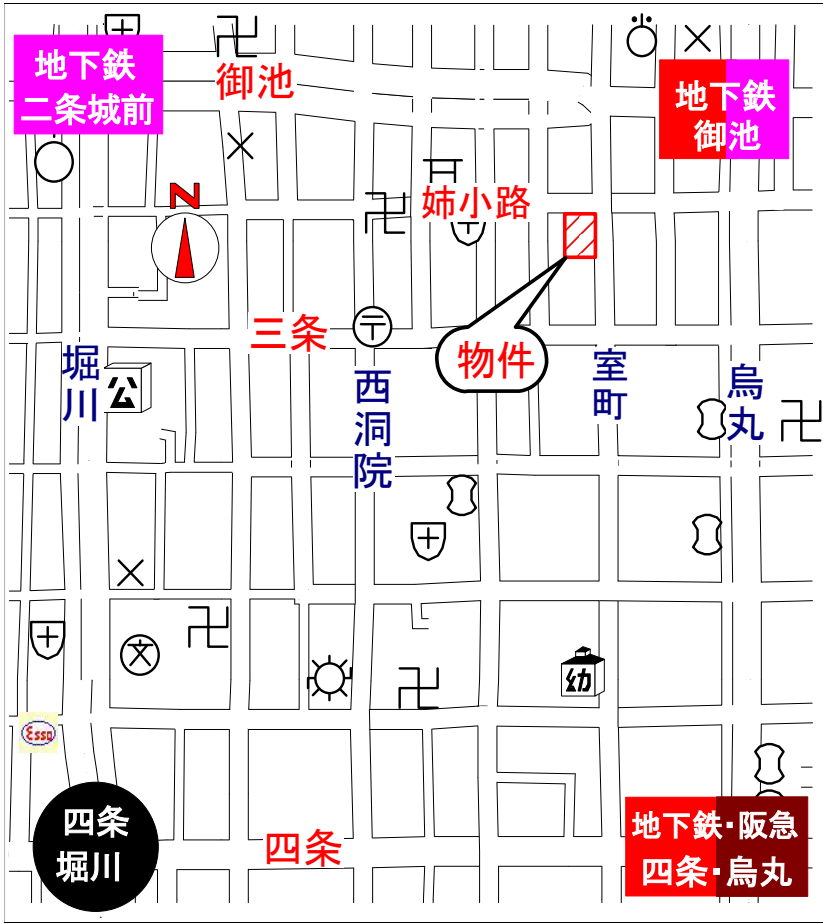 地下鉄
二条城前
御池
地下鉄
御池
N
姉小路
三条
〒
物件
堀川
公
西洞院
室町
烏丸
文
幼
Esso
四条
堀川
四条
地下鉄・阪急
四条・烏丸